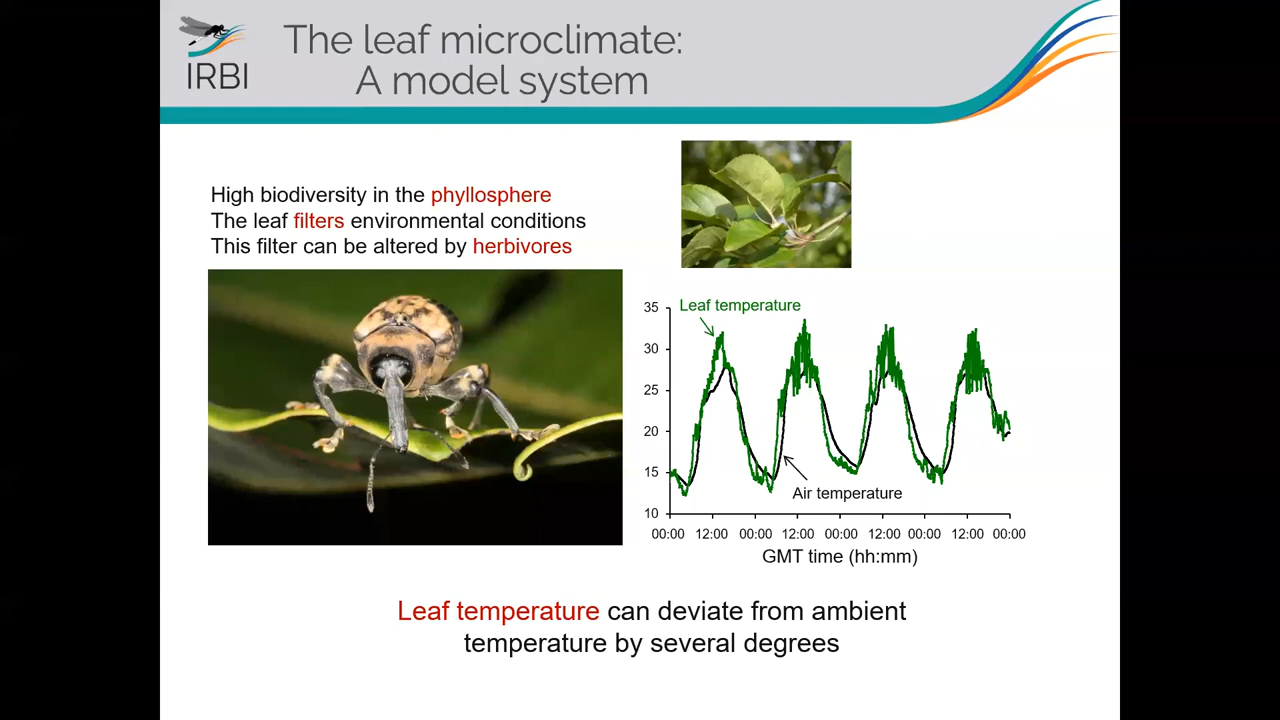 IRBI
The leaf microclimate:
A model system
High biodiversity in the phyllosphere
The leaf filters environmental conditions
This filter can be altered by herbivores
35
30
25
20
15
10
Leaf temperature
Air temperature
00:00 12:00 00:00 12:00 00:00 12:00 00:00 12:00 00:00
GMT time (hh:mm)
Leaf temperature can deviate from ambient
temperature by several degrees